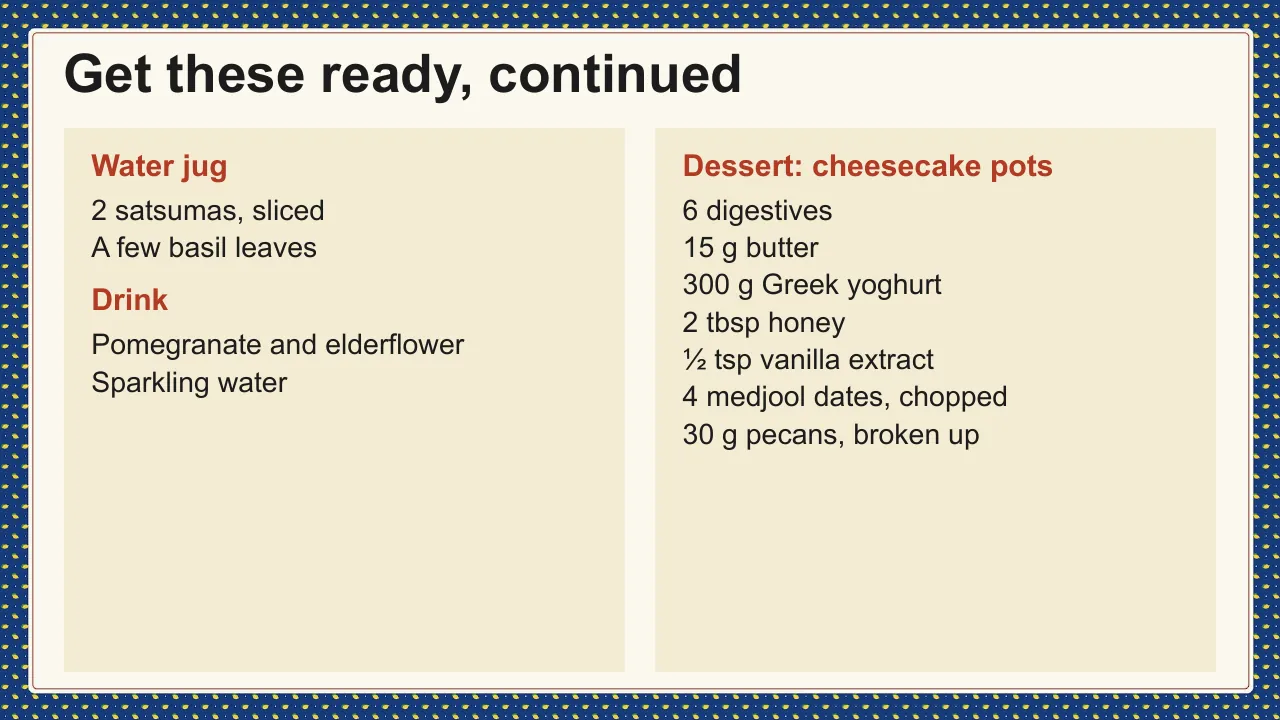 Get these ready, continued
Water jug
2 satsumas, sliced
A few basil leaves
Drink
Pomegranate and elderflower
Sparkling water
Dessert: cheesecake pots
6 digestives
15 g butter
300 g Greek yoghurt
2 tbsp honey
½ tsp vanilla extract
4 medjool dates, chopped
30 g pecans, broken up